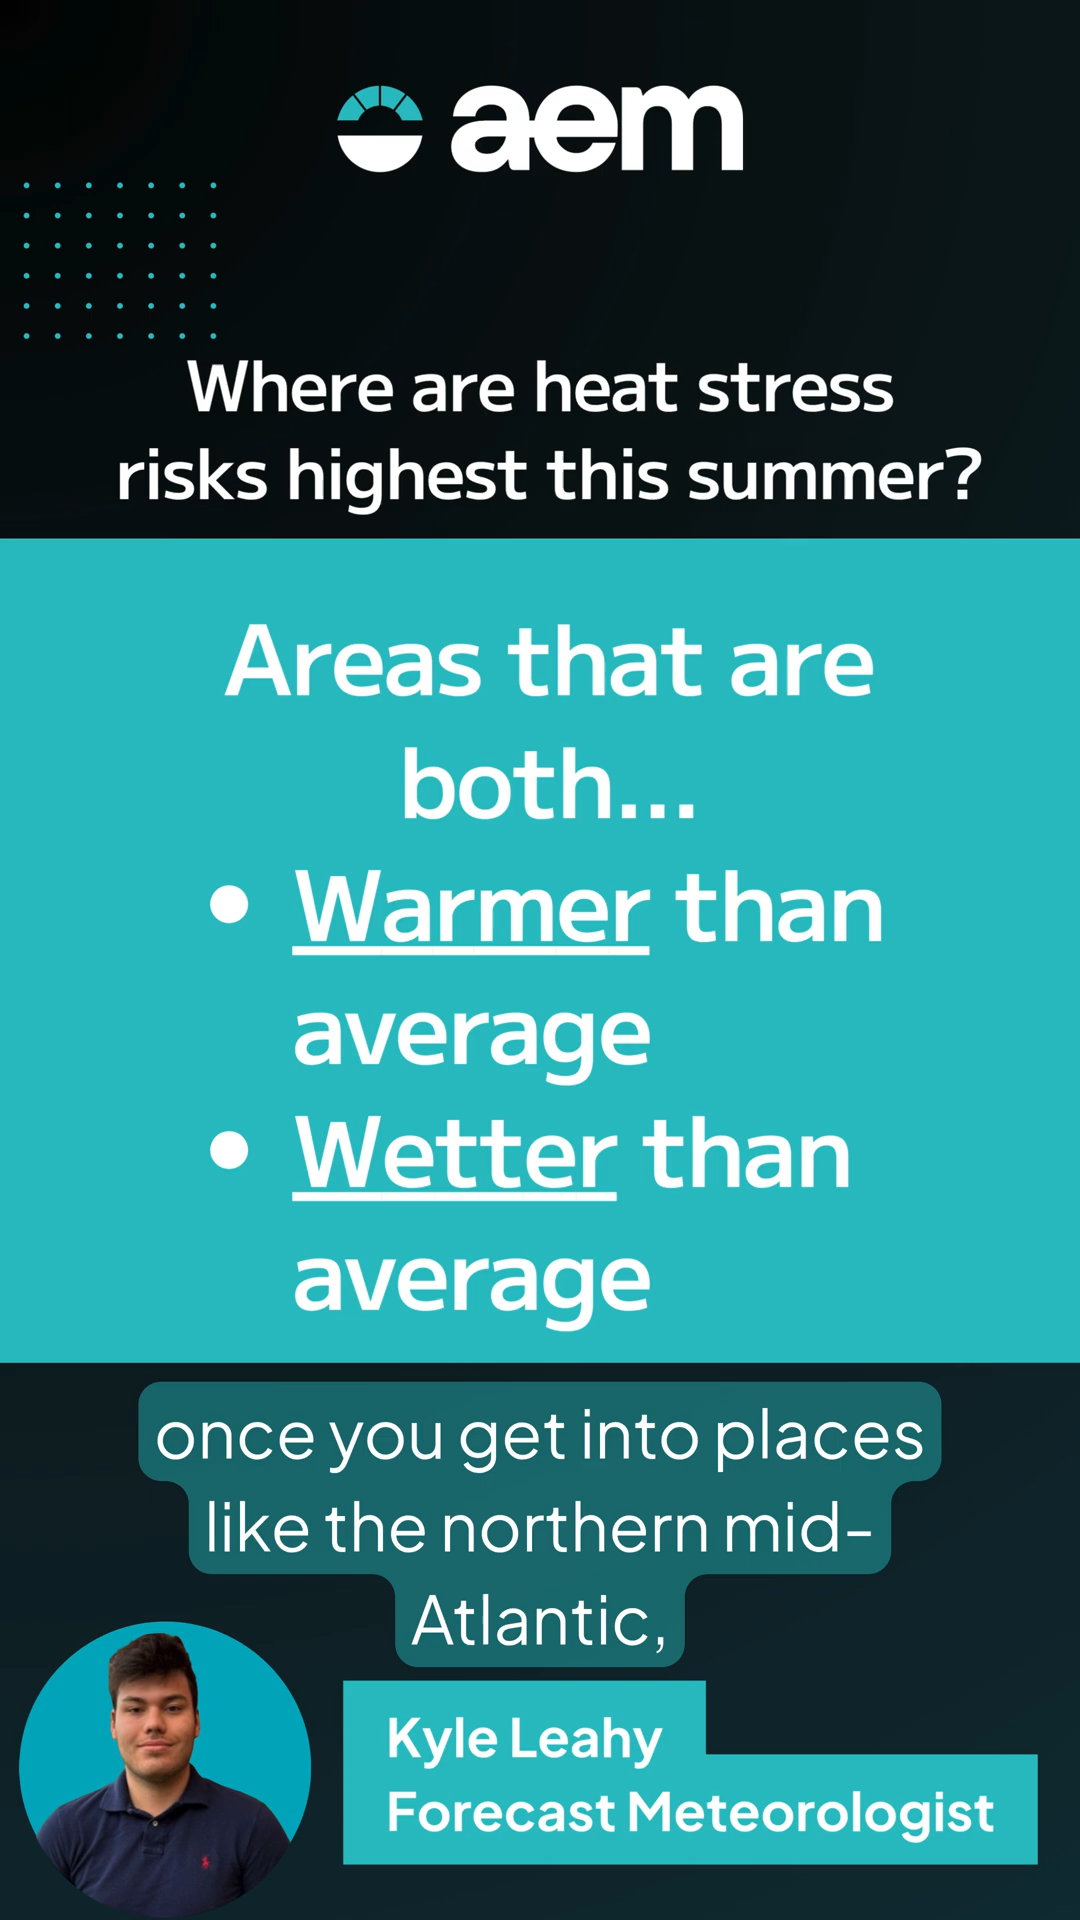 aem
Where are heat stress
risks highest this summer?
Areas that are
both...
• Warmer than
average
• Wetter than
average
once you get into places
like the northern mid-
Atlantic,
Kyle Leahy
Forecast Meteorologist